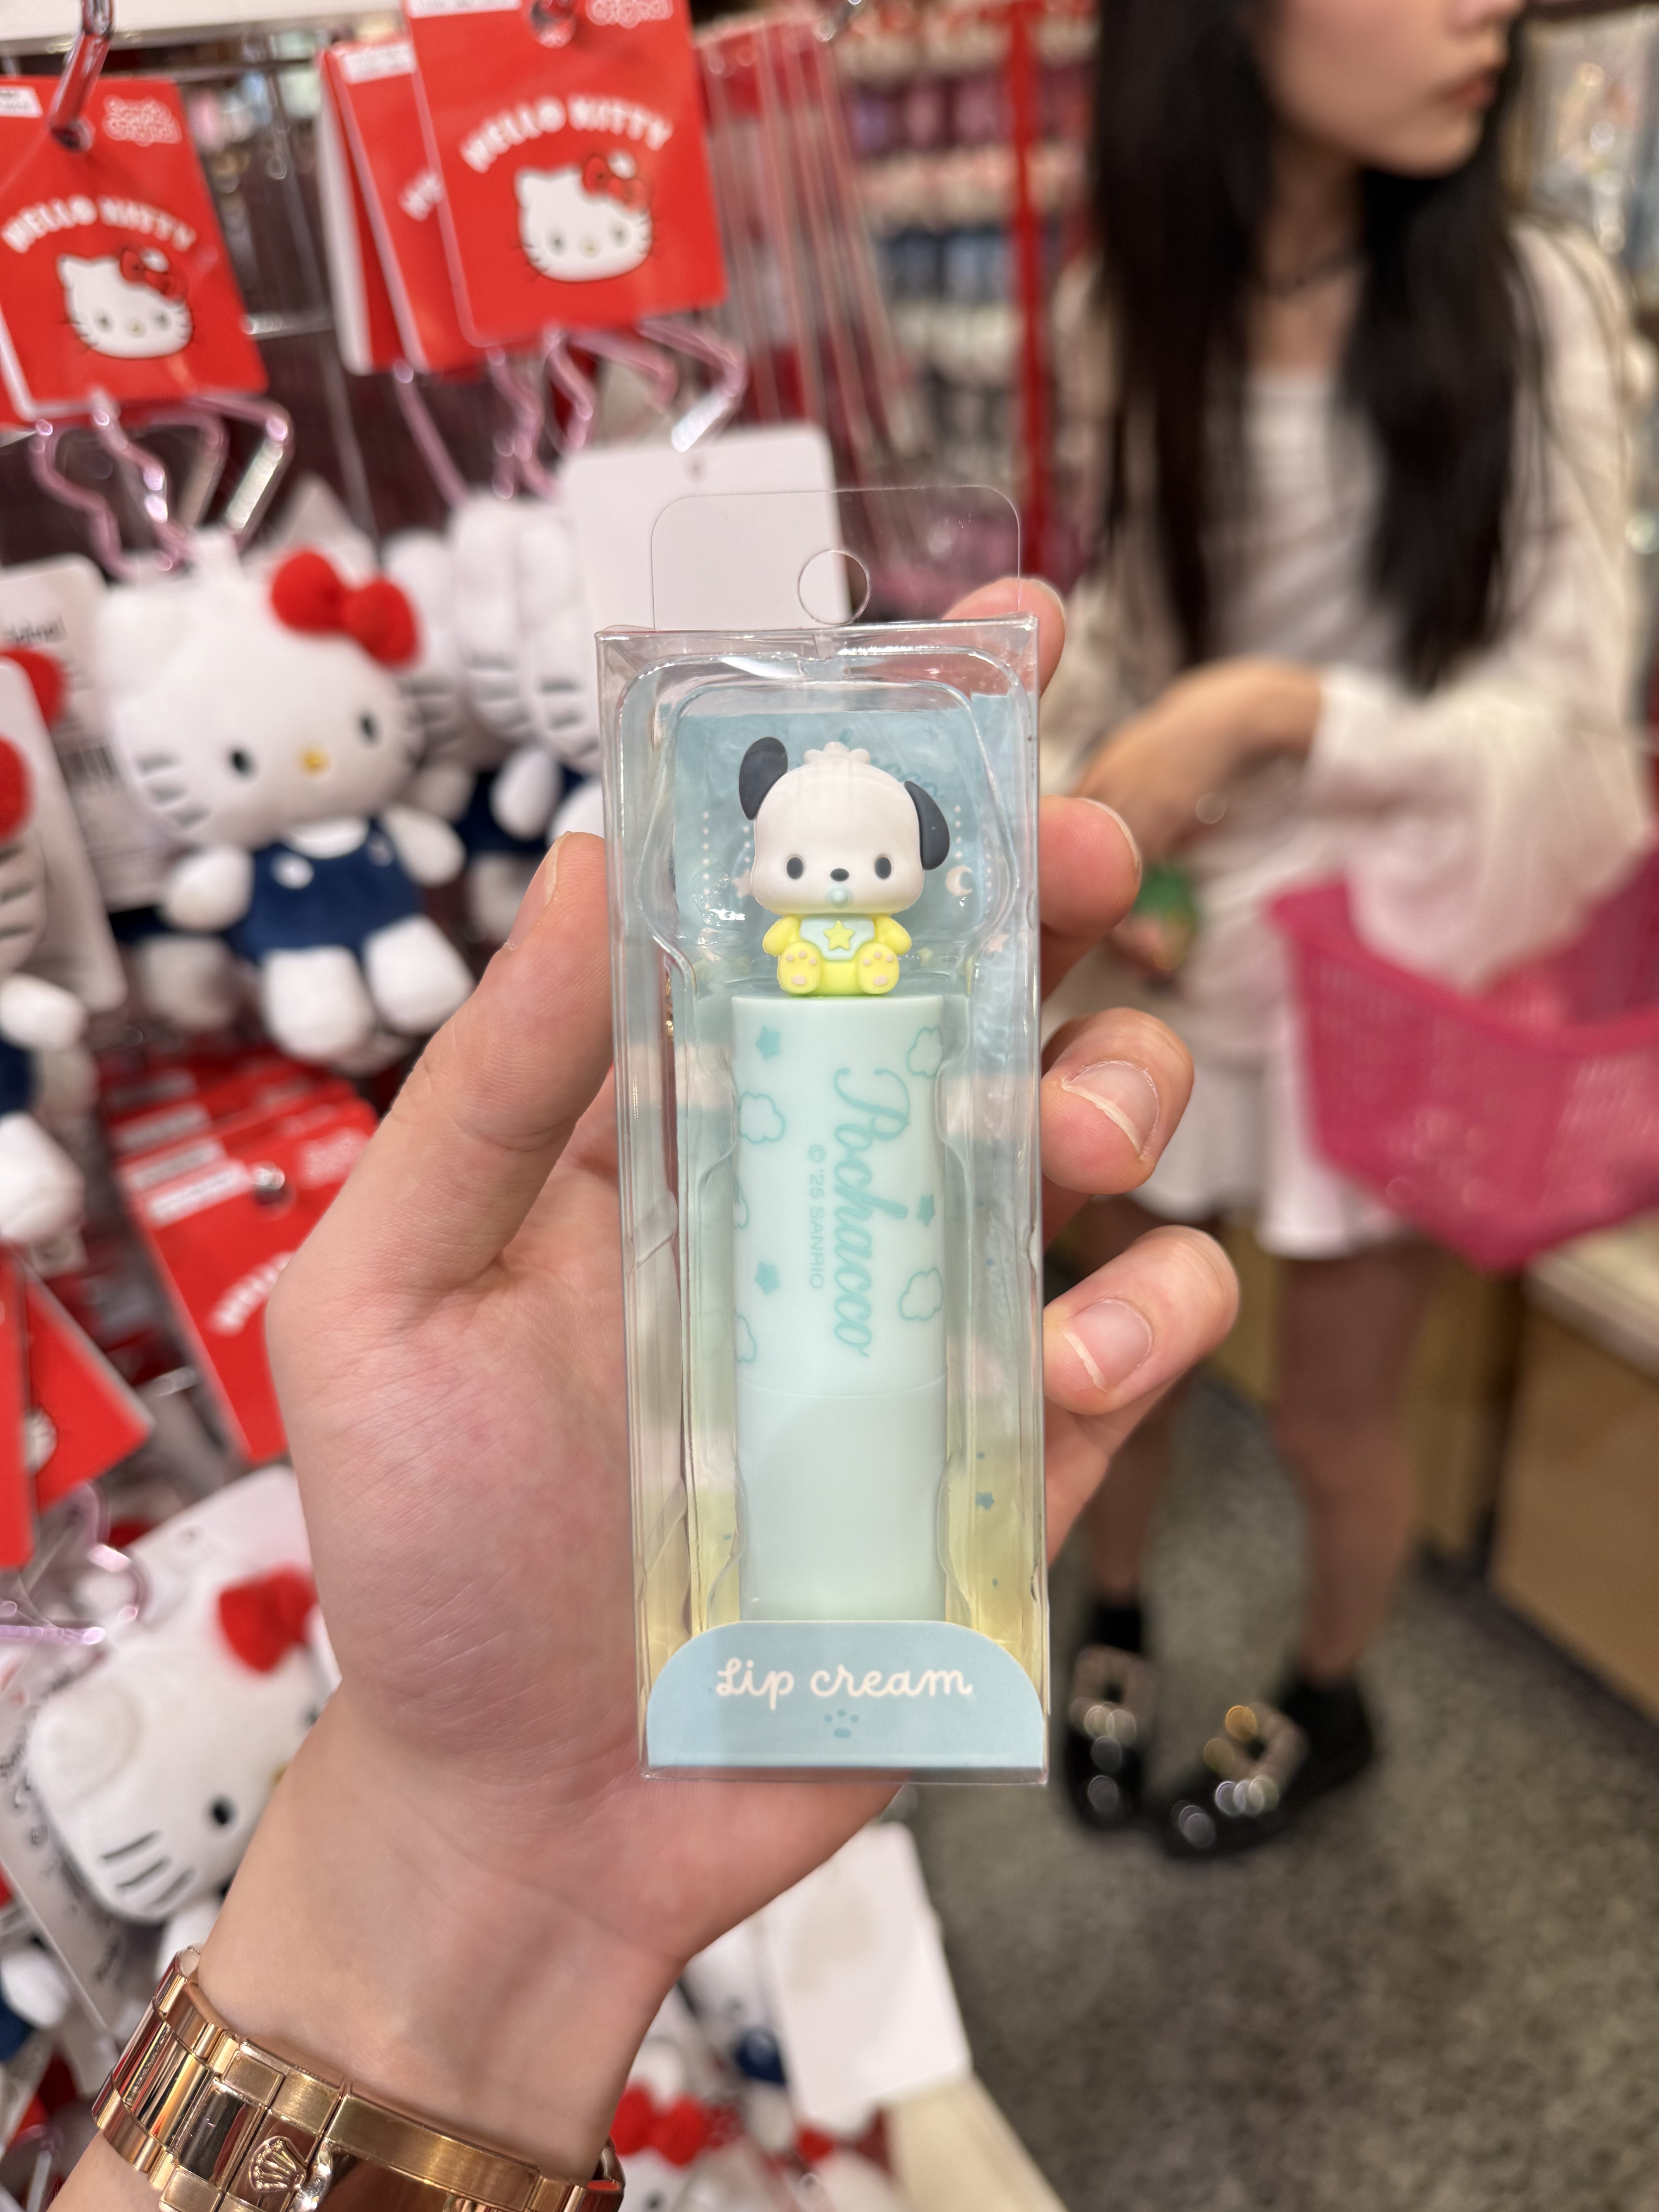 HELLO KITTY
HELLO KITTY
Pochacco
© '25 SANRIO
Lip cream